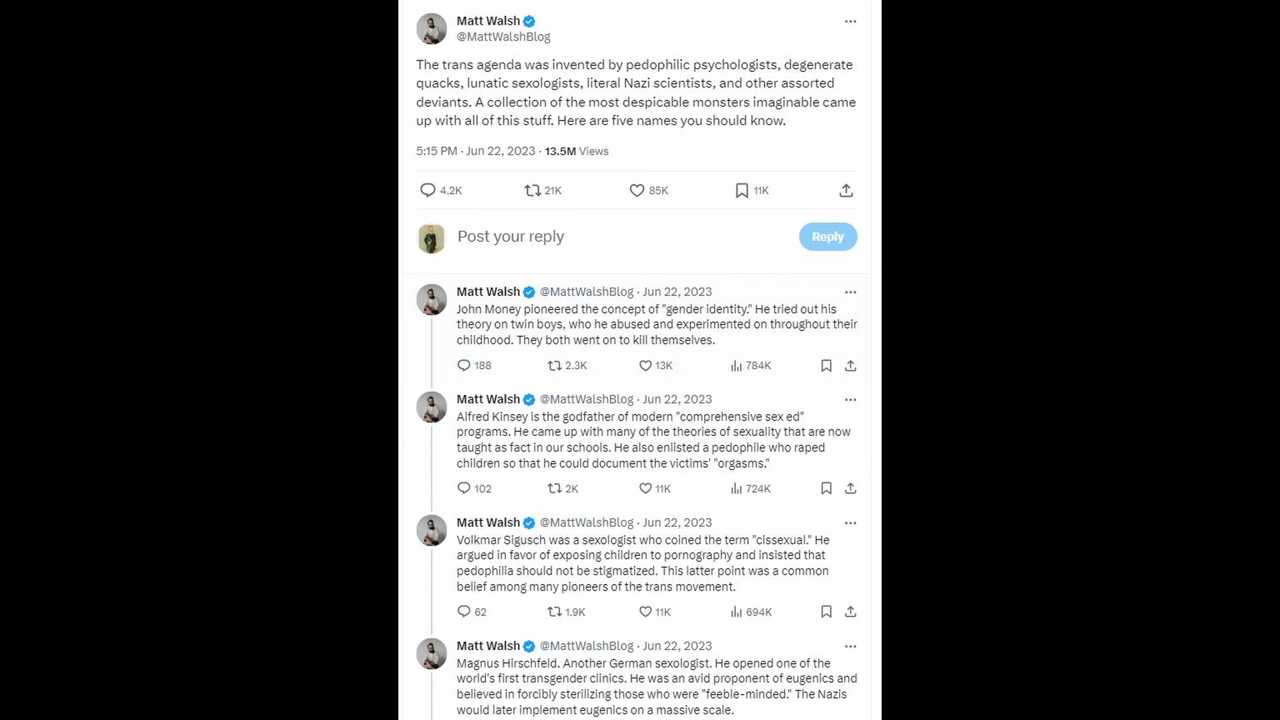 Matt Walsh
@MattWalshBlog
The trans agenda was invented by pedophilic psychologists, degenerate
quacks, lunatic sexologists, literal Nazi scientists, and other assorted
deviants. A collection of the most despicable monsters imaginable came
up with all of this stuff. Here are five names you should know.
5:15 PM · Jun 22, 2023 · 13.5M Views
4.2K 21K 85K 11K
Post your reply Reply
Matt Walsh @MattWalshBlog · Jun 22, 2023
John Money pioneered the concept of "gender identity." He tried out his
theory on twin boys, who he abused and experimented on throughout their
childhood. They both went on to kill themselves.
188 2.3K 13K 784K
Matt Walsh @MattWalshBlog · Jun 22, 2023
Alfred Kinsey is the godfather of modern "comprehensive sex ed"
programs. He came up with many of the theories of sexuality that are now
taught as fact in our schools. He also enlisted a pedophile who raped
children so that he could document the victims' "orgasms."
102 2K 11K 724K
Matt Walsh @MattWalshBlog · Jun 22, 2023
Volkmar Sigusch was a sexologist who coined the term "cissexual." He
argued in favor of exposing children to pornography and insisted that
pedophilia should not be stigmatized. This latter point was a common
belief among many pioneers of the trans movement.
62 1.9K 11K 694K
Matt Walsh @MattWalshBlog · Jun 22, 2023
Magnus Hirschfeld. Another German sexologist. He opened one of the
world's first transgender clinics. He was an avid proponent of eugenics and
believed in forcibly sterilizing those who were "feeble-minded." The Nazis
would later implement eugenics on a massive scale.